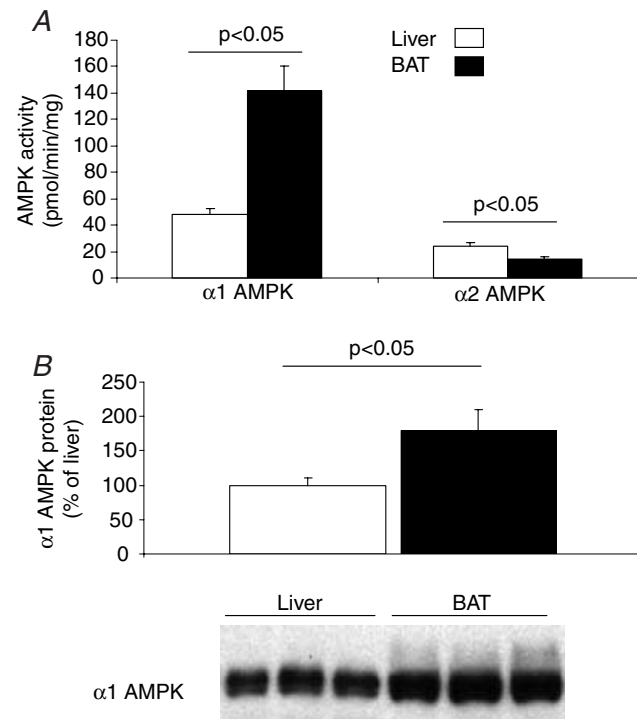 A
p<0.05
Liver
BAT
180
160
140
120
100
80
60
40
20
0
AMPK activity
(pmol/min/mg)
p<0.05
α1 AMPK
α2 AMPK
B
p<0.05
250
200
150
100
50
0
α1 AMPK protein
(% of liver)
Liver
BAT
α1 AMPK